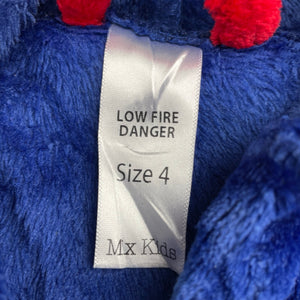 LOW FIRE
DANGER
Size 4
Mx Kids